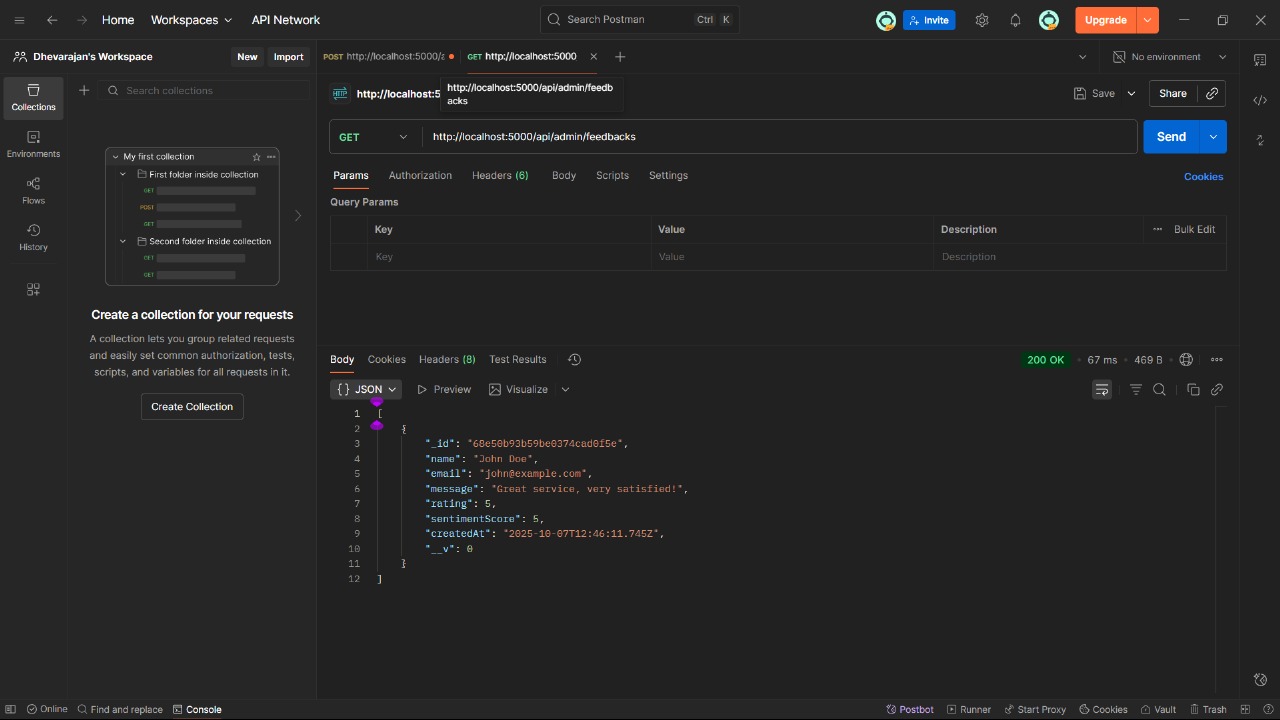 Home Workspaces API Network Search Postman Ctrl K Invite Upgrade
Dhevarajan's Workspace New Import POST http://localhost:5000/a GET http://localhost:5000 No environment
Collections
Search collections
http://localhost:5
http://localhost:5000/api/admin/feedb
acks
Save Share
Environments
GET http://localhost:5000/api/admin/feedbacks Send
My first collection
First folder inside collection
GET
POST
GET
Second folder inside collection
GET
GET
Flows
History
Params Authorization Headers (6) Body Scripts Settings Cookies
Query Params
Key Value Description Bulk Edit
Key Value Description
Create a collection for your requests
A collection lets you group related requests
and easily set common authorization, tests,
scripts, and variables for all requests in it.
Create Collection
Body Cookies Headers (8) Test Results 200 OK 67 ms 469 B
{} JSON Preview Visualize
1 [
2 {
3 "_id": "68e50b93b59be0374cad0f5e",
4 "name": "John Doe",
5 "email": "john@example.com",
6 "message": "Great service, very satisfied!",
7 "rating": 5,
8 "sentimentScore": 5,
9 "createdAt": "2025-10-07T12:46:11.745Z",
10 "__v": 0
11 }
12 ]
Online Find and replace Console Postbot Runner Start Proxy Cookies Vault Trash